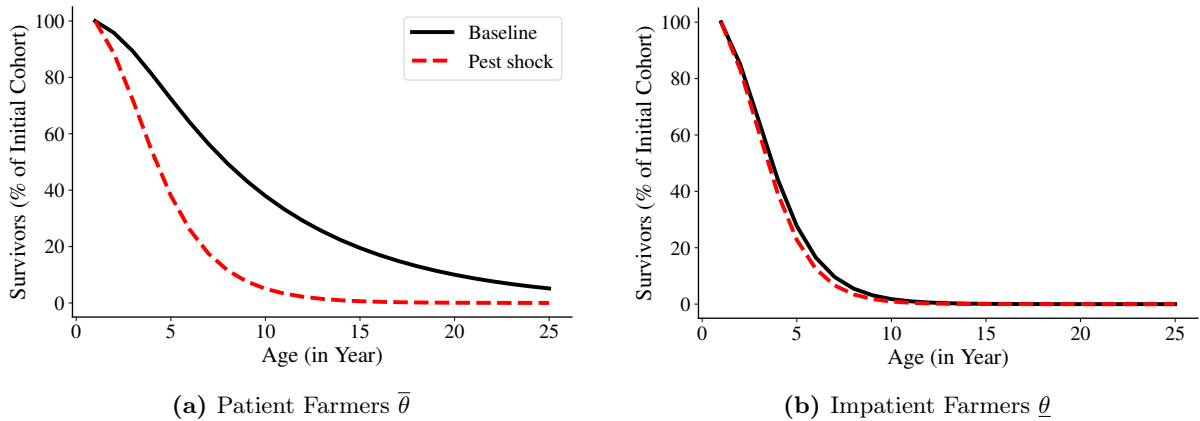 Survivors (% of Initial Cohort)
100
80
60
40
20
0
Baseline
Pest shock
0 5 10 15 20 25
Age (in Year)
(a) Patient Farmers θ̅
Survivors (% of Initial Cohort)
100
80
60
40
20
0
0 5 10 15 20 25
Age (in Year)
(b) Impatient Farmers θ̲